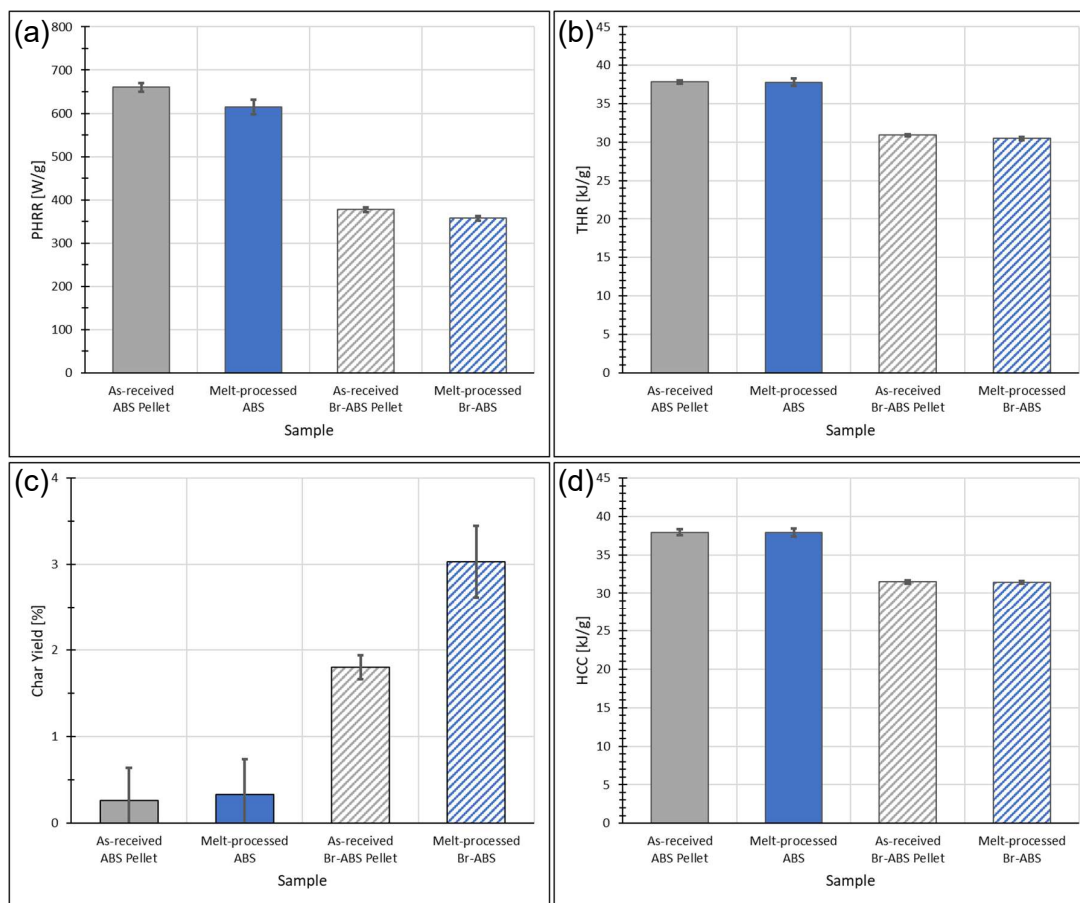 (a)
800
700
600
500
400
300
200
100
0
PHRR [W/g]
As-received
ABS Pellet
Melt-processed
ABS
As-received
Br-ABS Pellet
Melt-processed
Br-ABS
Sample
(b)
45
40
35
30
25
20
15
10
5
0
THR [kJ/g]
As-received
ABS Pellet
Melt-processed
ABS
As-received
Br-ABS Pellet
Melt-processed
Br-ABS
Sample
(c)
4
3
2
1
0
Char Yield [%]
As-received
ABS Pellet
Melt-processed
ABS
As-received
Br-ABS Pellet
Melt-processed
Br-ABS
Sample
(d)
45
40
35
30
25
20
15
10
5
0
HCC [kJ/g]
As-received
ABS Pellet
Melt-processed
ABS
As-received
Br-ABS Pellet
Melt-processed
Br-ABS
Sample